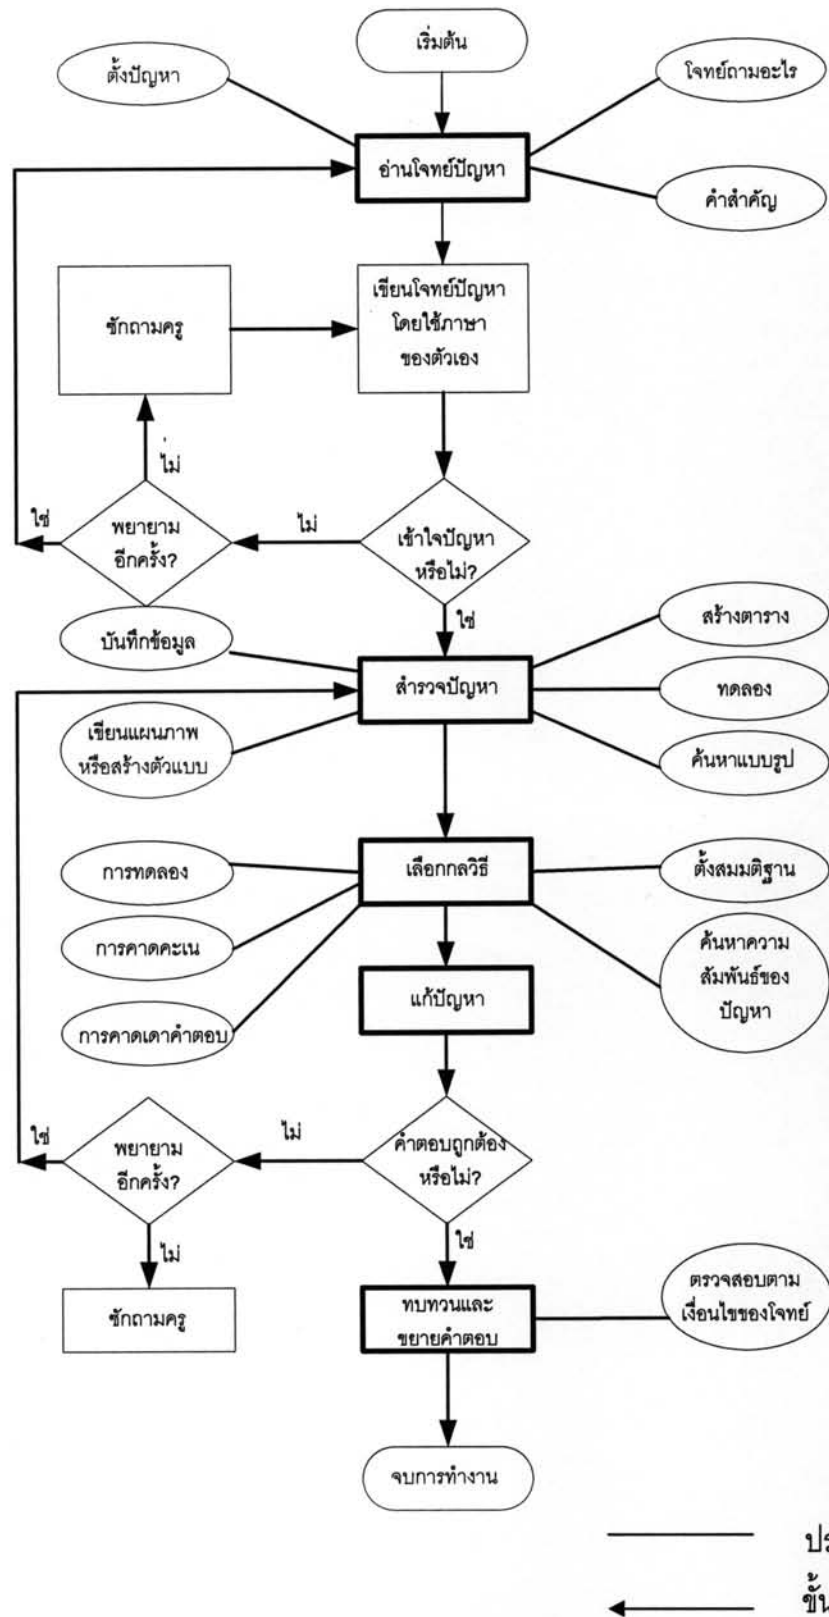 เริ่มต้น
ตั้งปัญหา
โจทย์ถามอะไร
อ่านโจทย์ปัญหา
คำสำคัญ
ซักถามครู
เขียนโจทย์ปัญหา
โดยใช้ภาษา
ของตัวเอง
ไม่
ใช่
พยายาม
อีกครั้ง?
ไม่
เข้าใจปัญหา
หรือไม่?
ใช่
บันทึกข้อมูล
สร้างตาราง
สำรวจปัญหา
ทดลอง
เขียนแผนภาพ
หรือสร้างตัวแบบ
ค้นหาแบบรูป
การทดลอง
เลือกกลวิธี
ตั้งสมมติฐาน
การคาดคะเน
ค้นหาความ
สัมพันธ์ของ
ปัญหา
แก้ปัญหา
การคาดเดาคำตอบ
ใช่
พยายาม
อีกครั้ง?
ไม่
คำตอบถูกต้อง
หรือไม่?
ไม่
ใช่
ซักถามครู
ทบทวนและ
ขยายคำตอบ
ตรวจสอบตาม
เงื่อนไขของโจทย์
จบการทำงาน
ขั้น